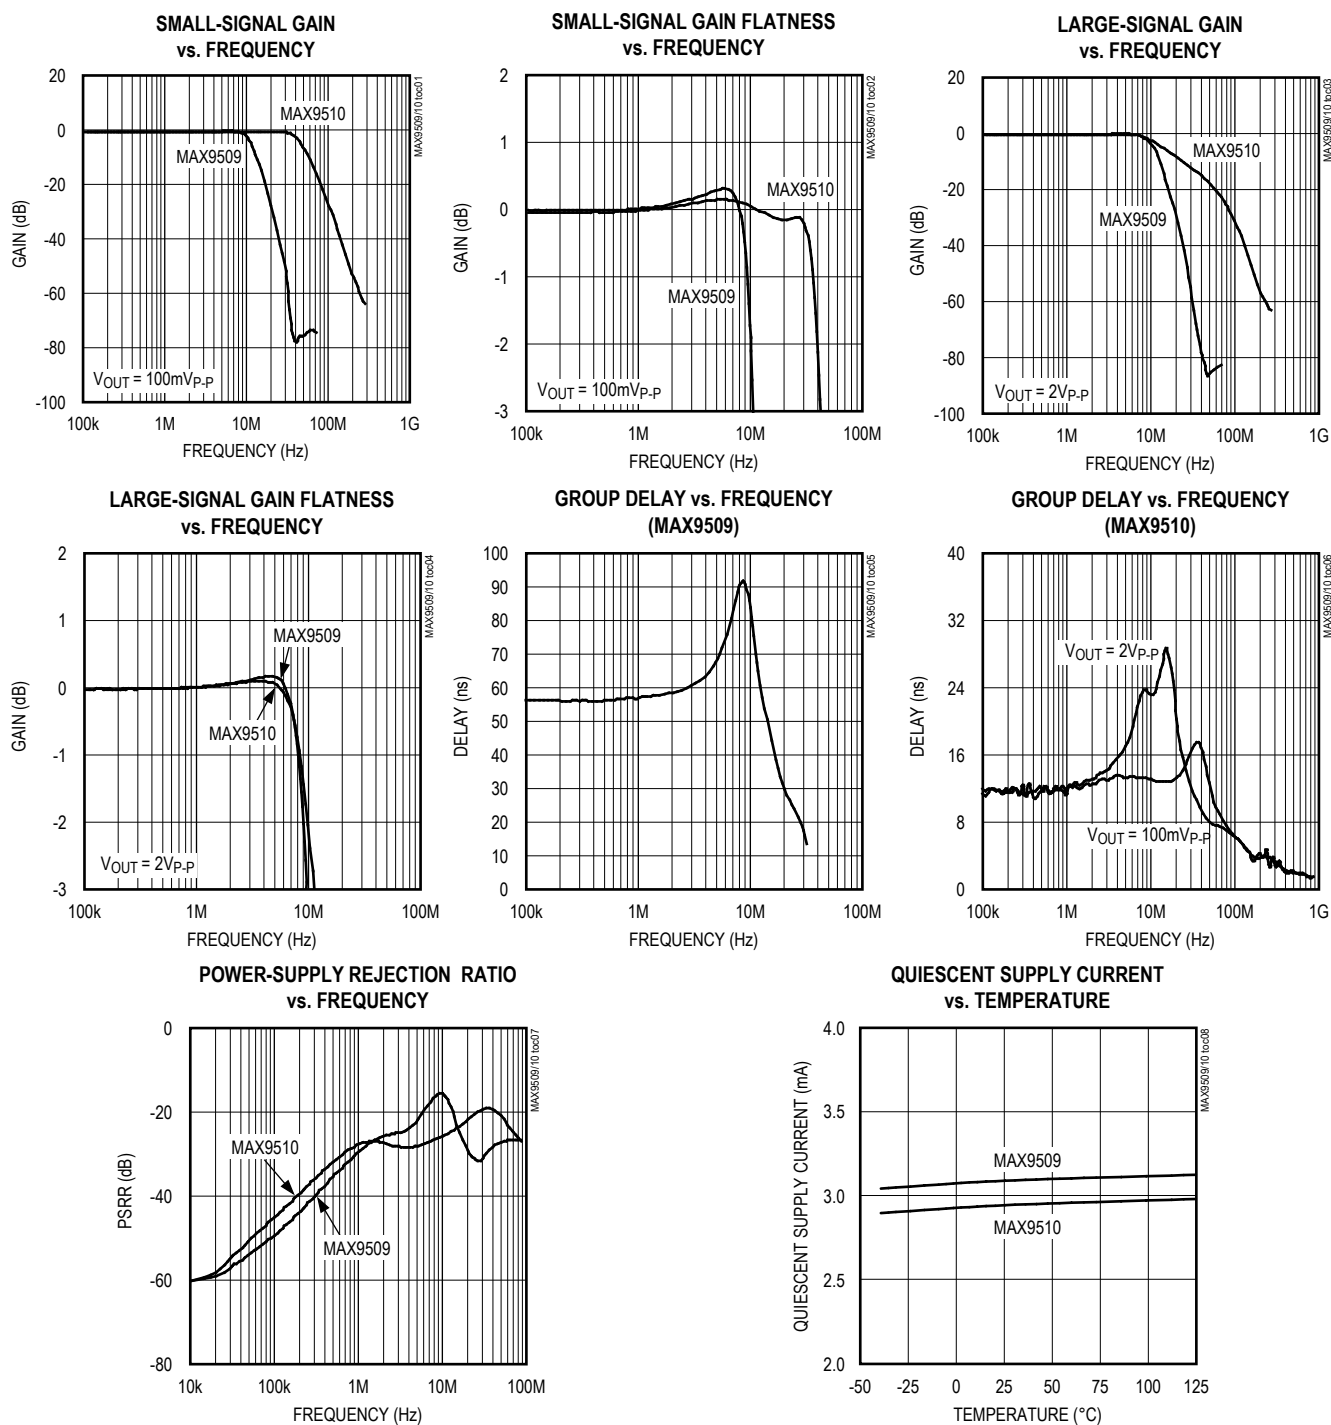 SMALL-SIGNAL GAIN
vs. FREQUENCY
MAX9509/10 toc01
20
0
-20
-40
-60
-80
-100
GAIN (dB)
MAX9510
MAX9509
VOUT = 100mVP-P
100k 1M 10M 100M 1G
FREQUENCY (Hz)
SMALL-SIGNAL GAIN FLATNESS
vs. FREQUENCY
MAX9509/10 toc02
2
1
0
-1
-2
-3
GAIN (dB)
MAX9510
MAX9509
VOUT = 100mVP-P
100k 1M 10M 100M
FREQUENCY (Hz)
LARGE-SIGNAL GAIN
vs. FREQUENCY
MAX9509/10 toc03
20
0
-20
-40
-60
-80
-100
GAIN (dB)
MAX9510
MAX9509
VOUT = 2VP-P
100k 1M 10M 100M 1G
FREQUENCY (Hz)
LARGE-SIGNAL GAIN FLATNESS
vs. FREQUENCY
MAX9509/10 toc04
2
1
0
-1
-2
-3
GAIN (dB)
MAX9509
MAX9510
VOUT = 2VP-P
100k 1M 10M 100M
FREQUENCY (Hz)
GROUP DELAY vs. FREQUENCY
(MAX9509)
MAX9509/10 toc05
100
90
80
70
60
50
40
30
20
10
0
DELAY (ns)
100k 1M 10M 100M
FREQUENCY (Hz)
GROUP DELAY vs. FREQUENCY
(MAX9510)
MAX9509/10 toc06
40
32
28
24
16
8
0
DELAY (ns)
VOUT = 2VP-P
VOUT = 100mVP-P
100k 1M 10M 100M 1G
FREQUENCY (Hz)
POWER-SUPPLY REJECTION RATIO
vs. FREQUENCY
MAX9509/10 toc07
0
-20
-40
-60
-80
PSRR (dB)
MAX9510
MAX9509
10k 100k 1M 10M 100M
FREQUENCY (Hz)
QUIESCENT SUPPLY CURRENT
vs. TEMPERATURE
MAX9509/10 toc08
4.0
3.5
3.0
2.5
2.0
QUIESCENT SUPPLY CURRENT (mA)
MAX9509
MAX9510
-50 -25 0 25 50 75 100 125
TEMPERATURE (°C)